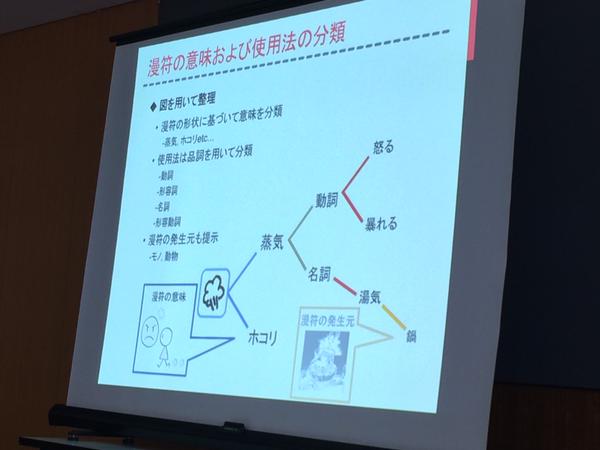 漫符の意味および使用法の分類
◆ 図を用いて整理
・漫符の形状に基づいて意味を分類
-蒸気, ホコリetc...
・使用法は品詞を用いて分類
-動詞
-形容詞
-名詞
-形容動詞
・漫符の発生元も提示
-モノ, 動物
漫符の意味
蒸気
ホコリ
動詞
名詞
怒る
暴れる
湯気
鍋
漫符の発生元